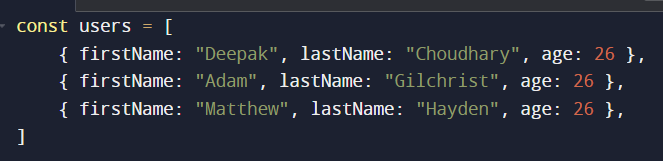 const users = [
    { firstName: "Deepak", lastName: "Choudhary", age: 26 },
    { firstName: "Adam", lastName: "Gilchrist", age: 26 },
    { firstName: "Matthew", lastName: "Hayden", age: 26 },
]